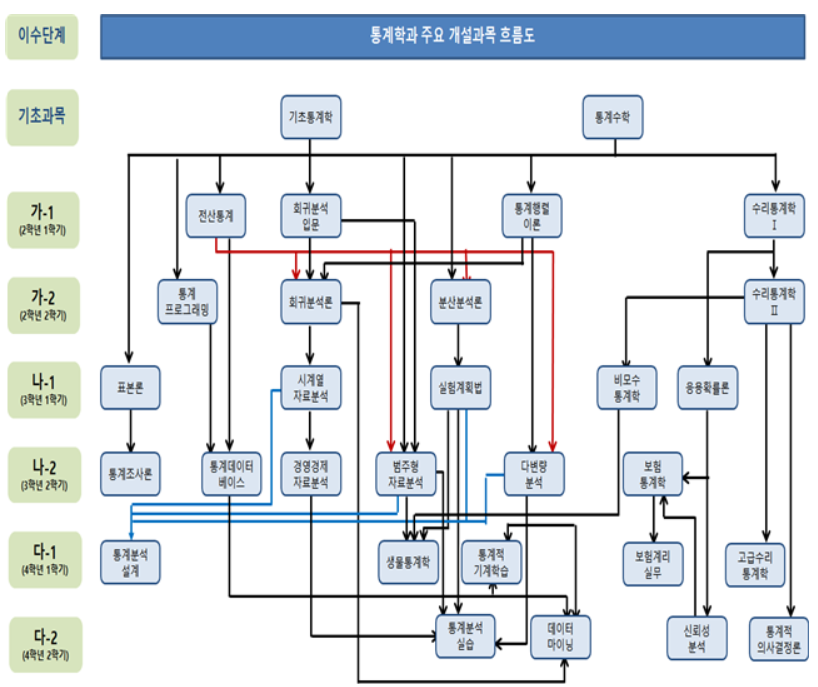 이수단계
통계학과 주요 개설과목 흐름도
기초과목
기초통계학
통계수학
가-1
(2학년 1학기)
전산통계
회귀분석
입문
통계행렬
이론
수리통계학
I
가-2
(2학년 2학기)
통계
프로그래밍
회귀분석론
분산분석론
수리통계학
II
나-1
(3학년 1학기)
표본론
시계열
자료분석
실험계획법
비모수
통계학
응용확률론
나-2
(3학년 2학기)
통계조사론
통계데이터
베이스
경영경제
자료분석
범주형
자료분석
다변량
분석
보험
통계학
다-1
(4학년 1학기)
통계분석
설계
생물통계학
통계적
기계학습
보험계리
실무
고급수리
통계학
다-2
(4학년 2학기)
통계분석
실습
데이터
마이닝
신뢰성
분석
통계적
의사결정론